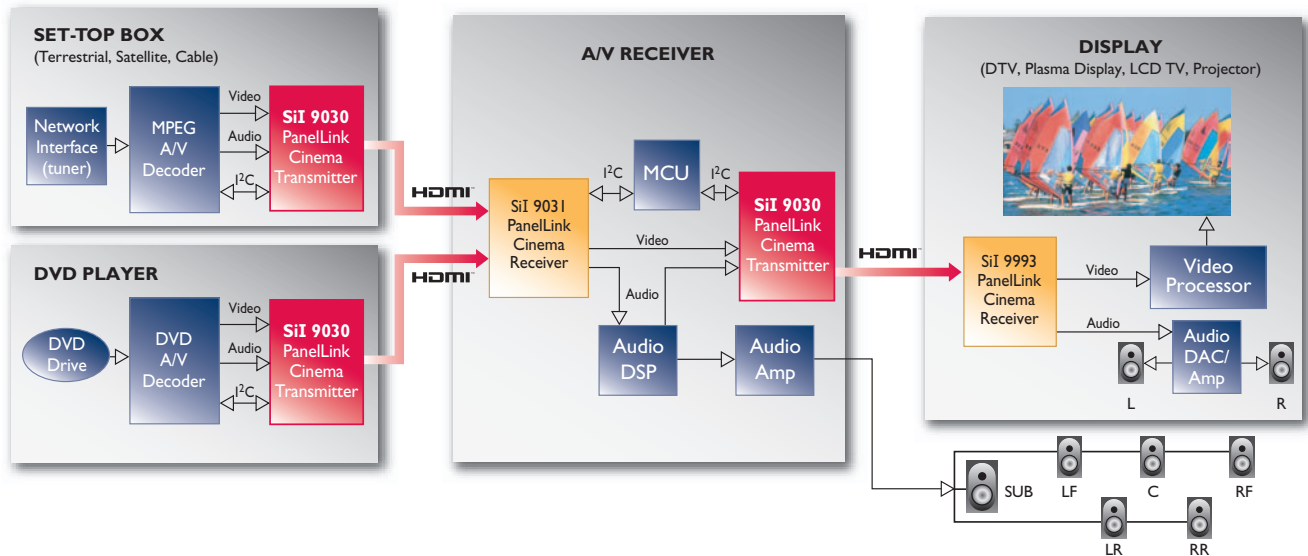 SET-TOP BOX
(Terrestrial, Satellite, Cable)
Network
Interface
(tuner)
MPEG
A/V
Decoder
Video
Audio
I²C
SiI 9030
PanelLink
Cinema
Transmitter
HDMI™
DVD PLAYER
DVD
Drive
DVD
A/V
Decoder
Video
Audio
I²C
SiI 9030
PanelLink
Cinema
Transmitter
HDMI™
A/V RECEIVER
SiI 9031
PanelLink
Cinema
Receiver
I²C
MCU
I²C
Video
Audio
SiI 9030
PanelLink
Cinema
Transmitter
Audio
DSP
Audio
Amp
HDMI™
DISPLAY
(DTV, Plasma Display, LCD TV, Projector)
SiI 9993
PanelLink
Cinema
Receiver
Video
Video
Processor
Audio
Audio
DAC/
Amp
L
R
SUB
LF
C
RF
LR
RR